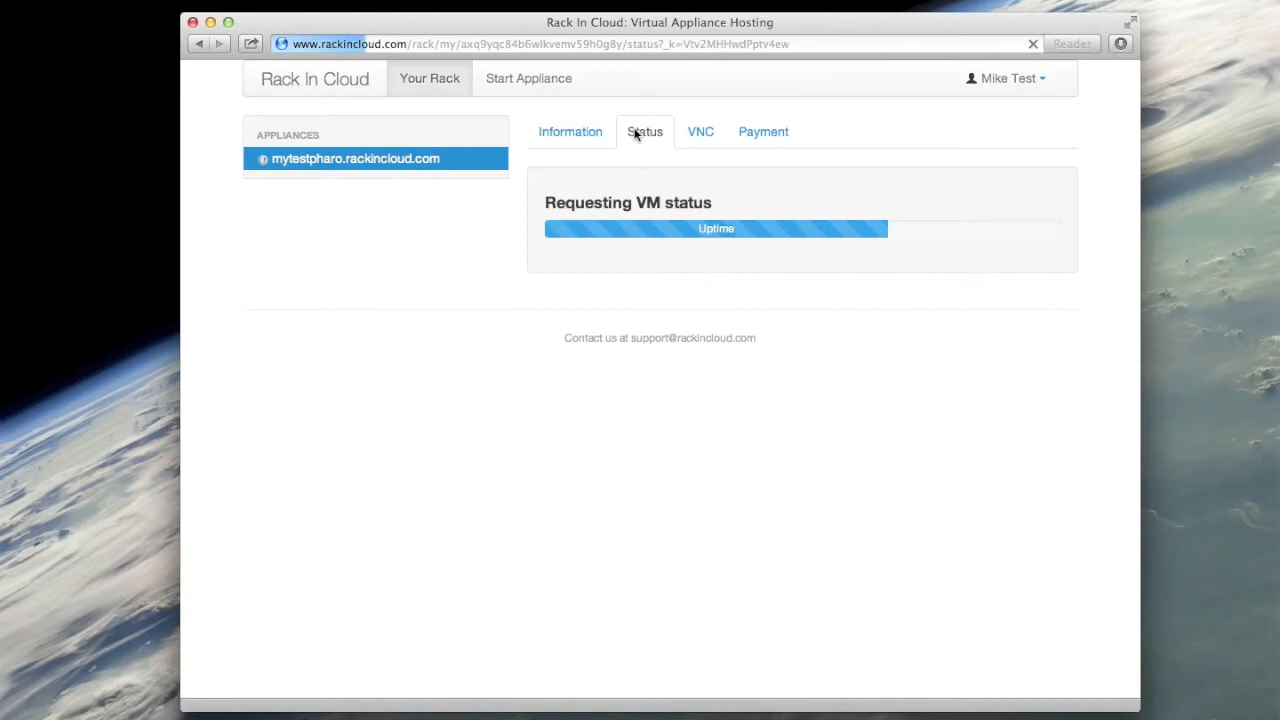 Rack In Cloud: Virtual Appliance Hosting
www.rackincloud.com/rack/my/axq9yqc84b6wlkvemv59h0g8y/status?_k=Vtv2MHHwdPptv4ew
Reader
Rack In Cloud
Your Rack
Start Appliance
Mike Test
APPLIANCES
mytestpharo.rackincloud.com
Information
Status
VNC
Payment
Requesting VM status
Uptime
Contact us at support@rackincloud.com